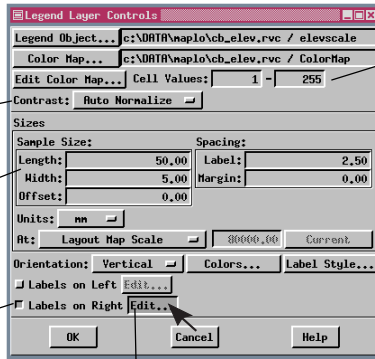 Legend Layer Controls
Legend Object... c:\DATA\maplo\cb_elev.rvc / elevscale
Color Map... c:\DATA\maplo\cb_elev.rvc / ColorMap
Edit Color Map... Cell Values: 1 - 255
Contrast: Auto Normalize
Sizes
Sample Size: Spacing:
Length: 50.00 Label: 2.50
Width: 5.00 Margin: 0.00
Offset: 0.00
Units: mm
At: Layout Map Scale 80000.00 Current
Orientation: Vertical Colors... Label Style...
Labels on Left Edit...
Labels on Right Edit...
OK Cancel Help